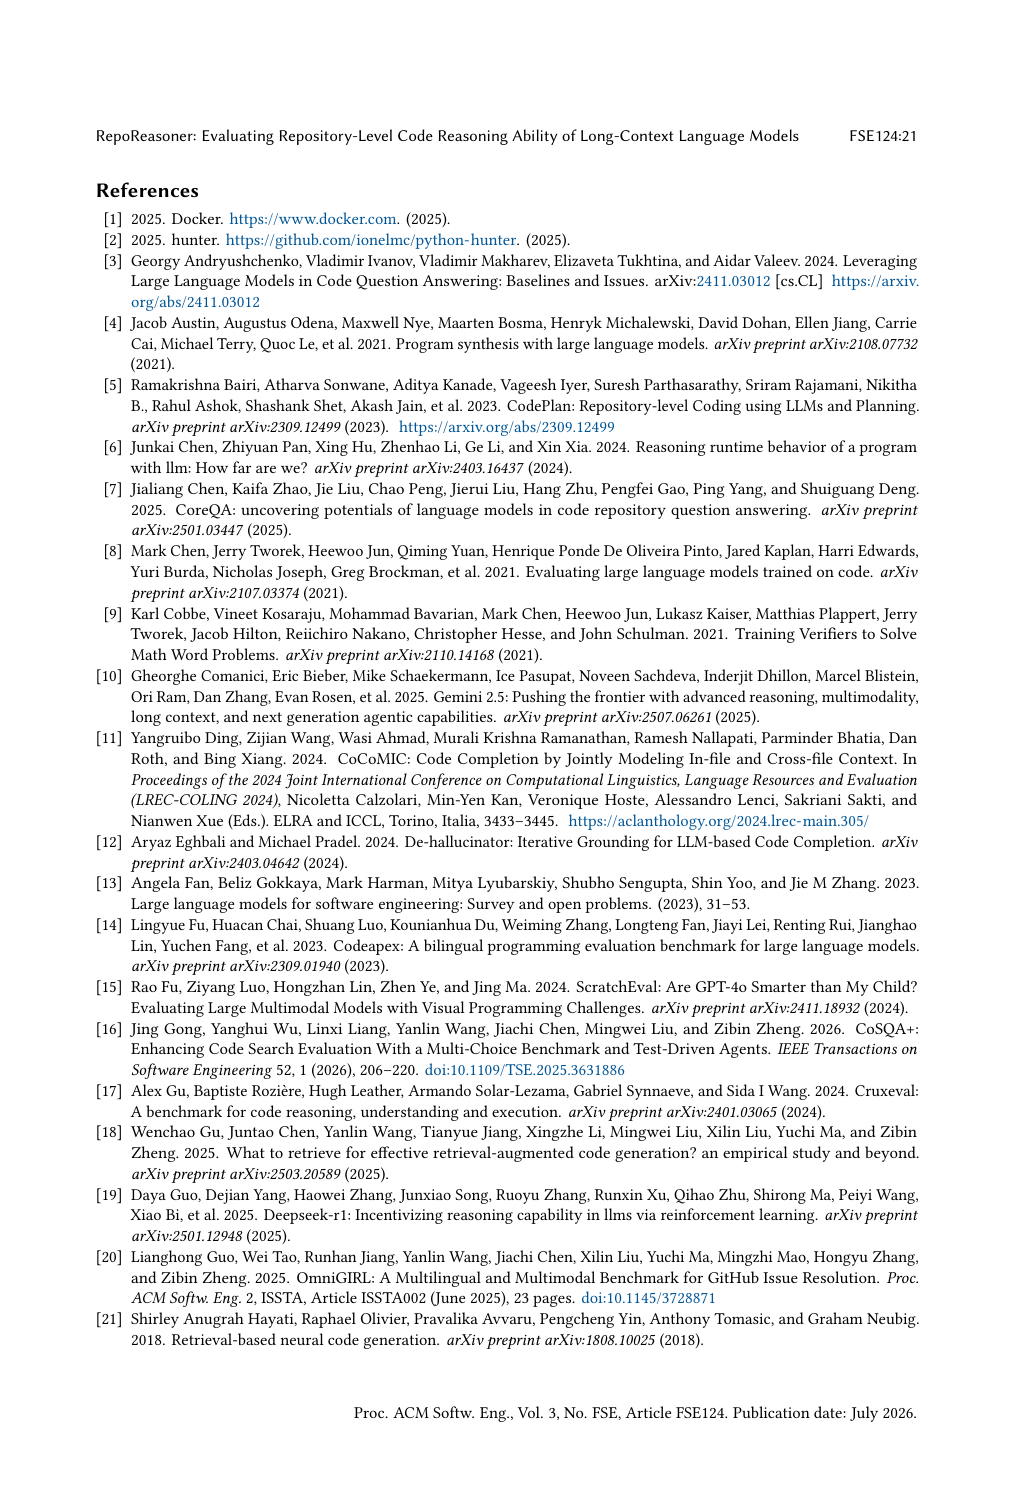 RepoReasoner: Evaluating Repository-Level Code Reasoning Ability of Long-Context Language Models FSE124:21
References
[1] 2025. Docker. https://www.docker.com. (2025).
[2] 2025. hunter. https://github.com/ionelmc/python-hunter. (2025).
[3] Georgy Andryushchenko, Vladimir Ivanov, Vladimir Makharev, Elizaveta Tukhtina, and Aidar Valeev. 2024. Leveraging
Large Language Models in Code Question Answering: Baselines and Issues. arXiv:2411.03012 [cs.CL] https://arxiv.
org/abs/2411.03012
[4] Jacob Austin, Augustus Odena, Maxwell Nye, Maarten Bosma, Henryk Michalewski, David Dohan, Ellen Jiang, Carrie
Cai, Michael Terry, Quoc Le, et al. 2021. Program synthesis with large language models. arXiv preprint arXiv:2108.07732
(2021).
[5] Ramakrishna Bairi, Atharva Sonwane, Aditya Kanade, Vageesh Iyer, Suresh Parthasarathy, Sriram Rajamani, Nikitha
B., Rahul Ashok, Shashank Shet, Akash Jain, et al. 2023. CodePlan: Repository-level Coding using LLMs and Planning.
arXiv preprint arXiv:2309.12499 (2023). https://arxiv.org/abs/2309.12499
[6] Junkai Chen, Zhiyuan Pan, Xing Hu, Zhenhao Li, Ge Li, and Xin Xia. 2024. Reasoning runtime behavior of a program
with llm: How far are we? arXiv preprint arXiv:2403.16437 (2024).
[7] Jialiang Chen, Kaifa Zhao, Jie Liu, Chao Peng, Jierui Liu, Hang Zhu, Pengfei Gao, Ping Yang, and Shuiguang Deng.
2025. CoreQA: uncovering potentials of language models in code repository question answering. arXiv preprint
arXiv:2501.03447 (2025).
[8] Mark Chen, Jerry Tworek, Heewoo Jun, Qiming Yuan, Henrique Ponde De Oliveira Pinto, Jared Kaplan, Harri Edwards,
Yuri Burda, Nicholas Joseph, Greg Brockman, et al. 2021. Evaluating large language models trained on code. arXiv
preprint arXiv:2107.03374 (2021).
[9] Karl Cobbe, Vineet Kosaraju, Mohammad Bavarian, Mark Chen, Heewoo Jun, Lukasz Kaiser, Matthias Plappert, Jerry
Tworek, Jacob Hilton, Reiichiro Nakano, Christopher Hesse, and John Schulman. 2021. Training Verifiers to Solve
Math Word Problems. arXiv preprint arXiv:2110.14168 (2021).
[10] Gheorghe Comanici, Eric Bieber, Mike Schaekermann, Ice Pasupat, Noveen Sachdeva, Inderjit Dhillon, Marcel Blistein,
Ori Ram, Dan Zhang, Evan Rosen, et al. 2025. Gemini 2.5: Pushing the frontier with advanced reasoning, multimodality,
long context, and next generation agentic capabilities. arXiv preprint arXiv:2507.06261 (2025).
[11] Yangruibo Ding, Zijian Wang, Wasi Ahmad, Murali Krishna Ramanathan, Ramesh Nallapati, Parminder Bhatia, Dan
Roth, and Bing Xiang. 2024. CoCoMIC: Code Completion by Jointly Modeling In-file and Cross-file Context. In
Proceedings of the 2024 Joint International Conference on Computational Linguistics, Language Resources and Evaluation
(LREC-COLING 2024), Nicoletta Calzolari, Min-Yen Kan, Veronique Hoste, Alessandro Lenci, Sakriani Sakti, and
Nianwen Xue (Eds.). ELRA and ICCL, Torino, Italia, 3433–3445. https://aclanthology.org/2024.lrec-main.305/
[12] Aryaz Eghbali and Michael Pradel. 2024. De-hallucinator: Iterative Grounding for LLM-based Code Completion. arXiv
preprint arXiv:2403.04642 (2024).
[13] Angela Fan, Beliz Gokkaya, Mark Harman, Mitya Lyubarskiy, Shubho Sengupta, Shin Yoo, and Jie M Zhang. 2023.
Large language models for software engineering: Survey and open problems. (2023), 31–53.
[14] Lingyue Fu, Huacan Chai, Shuang Luo, Kounianhua Du, Weiming Zhang, Longteng Fan, Jiayi Lei, Renting Rui, Jianghao
Lin, Yuchen Fang, et al. 2023. Codeapex: A bilingual programming evaluation benchmark for large language models.
arXiv preprint arXiv:2309.01940 (2023).
[15] Rao Fu, Ziyang Luo, Hongzhan Lin, Zhen Ye, and Jing Ma. 2024. ScratchEval: Are GPT-4o Smarter than My Child?
Evaluating Large Multimodal Models with Visual Programming Challenges. arXiv preprint arXiv:2411.18932 (2024).
[16] Jing Gong, Yanghui Wu, Linxi Liang, Yanlin Wang, Jiachi Chen, Mingwei Liu, and Zibin Zheng. 2026. CoSQA+:
Enhancing Code Search Evaluation With a Multi-Choice Benchmark and Test-Driven Agents. IEEE Transactions on
Software Engineering 52, 1 (2026), 206–220. doi:10.1109/TSE.2025.3631886
[17] Alex Gu, Baptiste Rozière, Hugh Leather, Armando Solar-Lezama, Gabriel Synnaeve, and Sida I Wang. 2024. Cruxeval:
A benchmark for code reasoning, understanding and execution. arXiv preprint arXiv:2401.03065 (2024).
[18] Wenchao Gu, Juntao Chen, Yanlin Wang, Tianyue Jiang, Xingzhe Li, Mingwei Liu, Xilin Liu, Yuchi Ma, and Zibin
Zheng. 2025. What to retrieve for effective retrieval-augmented code generation? an empirical study and beyond.
arXiv preprint arXiv:2503.20589 (2025).
[19] Daya Guo, Dejian Yang, Haowei Zhang, Junxiao Song, Ruoyu Zhang, Runxin Xu, Qihao Zhu, Shirong Ma, Peiyi Wang,
Xiao Bi, et al. 2025. Deepseek-r1: Incentivizing reasoning capability in llms via reinforcement learning. arXiv preprint
arXiv:2501.12948 (2025).
[20] Lianghong Guo, Wei Tao, Runhan Jiang, Yanlin Wang, Jiachi Chen, Xilin Liu, Yuchi Ma, Mingzhi Mao, Hongyu Zhang,
and Zibin Zheng. 2025. OmniGIRL: A Multilingual and Multimodal Benchmark for GitHub Issue Resolution. Proc.
ACM Softw. Eng. 2, ISSTA, Article ISSTA002 (June 2025), 23 pages. doi:10.1145/3728871
[21] Shirley Anugrah Hayati, Raphael Olivier, Pravalika Avvaru, Pengcheng Yin, Anthony Tomasic, and Graham Neubig.
2018. Retrieval-based neural code generation. arXiv preprint arXiv:1808.10025 (2018).
Proc. ACM Softw. Eng., Vol. 3, No. FSE, Article FSE124. Publication date: July 2026.